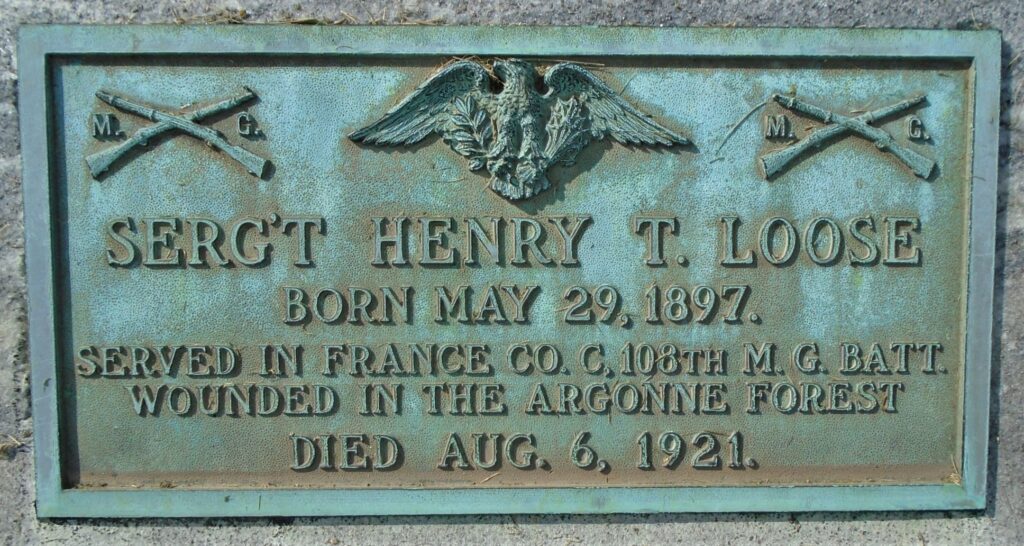 M. G. M. G.
SERG'T HENRY T. LOOSE
BORN MAY 29, 1897.
SERVED IN FRANCE CO. C, 108TH M. G. BATT.
WOUNDED IN THE ARGONNE FOREST
DIED AUG. 6, 1921.